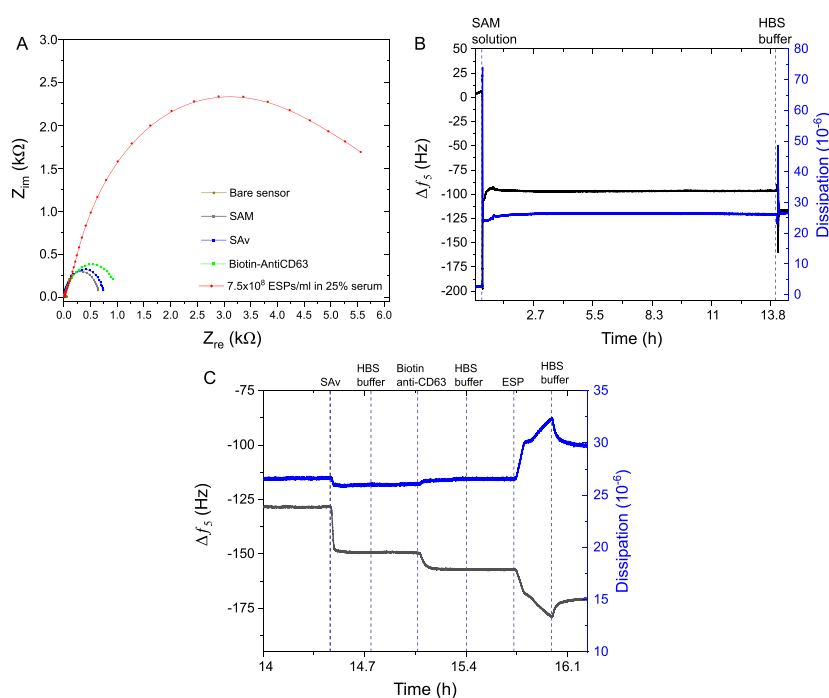 A
3.0
2.5
2.0
1.5
1.0
0.5
0.0
Z_im (kΩ)
Bare sensor
SAM
SAv
Biotin-AntiCD63
7.5x10⁸ ESPs/ml in 25% serum
0.0 0.5 1.0 1.5 2.0 2.5 3.0 3.5 4.0 4.5 5.0 5.5 6.0
Z_re (kΩ)
B
SAM
solution
HBS
buffer
50
25
0
-25
-50
-75
-100
-125
-150
-175
-200
Δf₅ (Hz)
80
70
60
50
40
30
20
10
0
Dissipation (10⁻⁶)
2.7 5.5 8.3 11 13.8
Time (h)
C
SAv
HBS
buffer
Biotin
anti-CD63
HBS
buffer
ESP
HBS
buffer
-75
-100
-125
-150
-175
Δf₅ (Hz)
35
30
25
20
15
10
Dissipation (10⁻⁶)
14 14.7 15.4 16.1
Time (h)